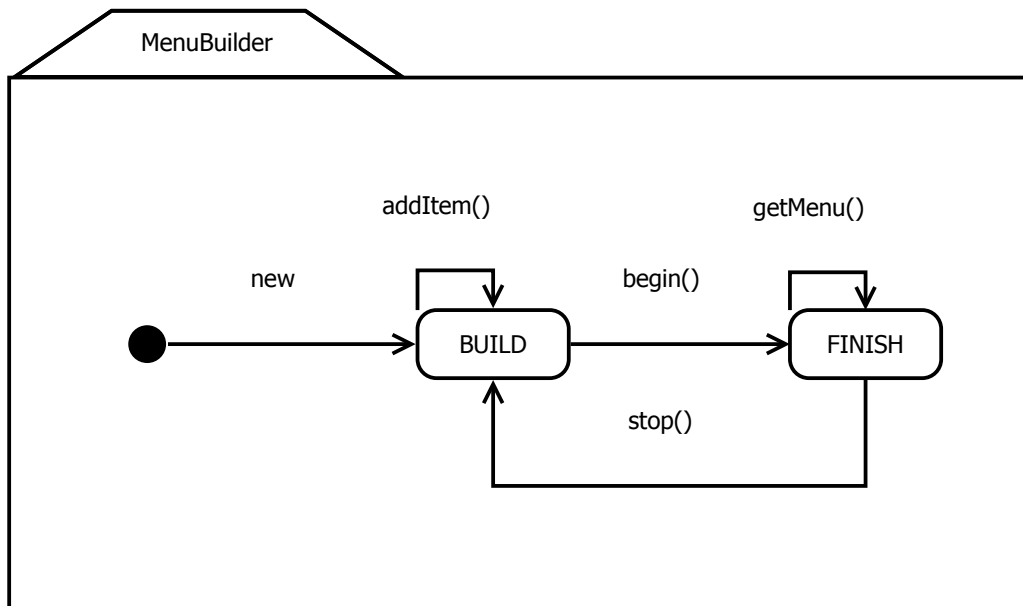 MenuBuilder
addItem()
getMenu()
new
begin()
BUILD
FINISH
stop()